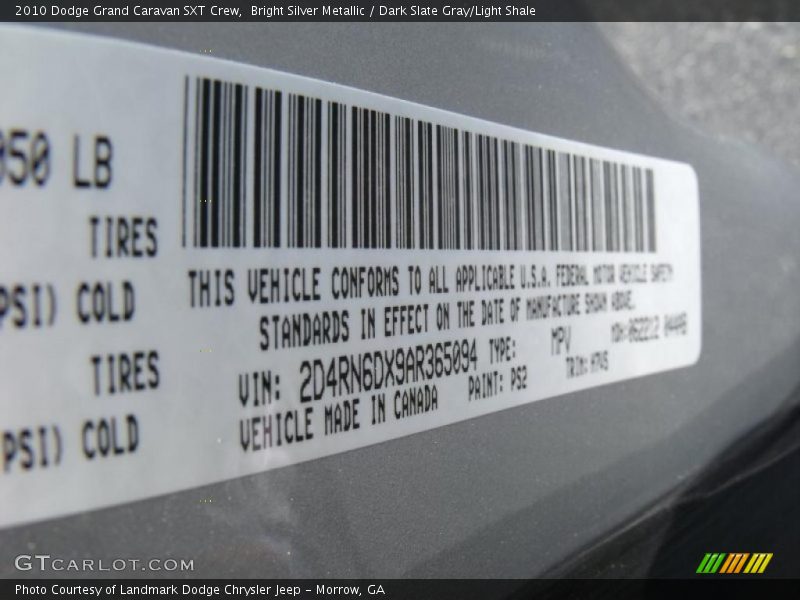 2010 Dodge Grand Caravan SXT Crew,  Bright Silver Metallic / Dark Slate Gray/Light Shale
050 LB
TIRES
PSI) COLD
TIRES
PSI) COLD
THIS VEHICLE CONFORMS TO ALL APPLICABLE U.S.A. FEDERAL MOTOR VEHICLE SAFETY
STANDARDS IN EFFECT ON THE DATE OF MANUFACTURE SHOWN ABOVE.
VIN: 2D4RN6DX9AR365094 TYPE: MPV
VEHICLE MADE IN CANADA PAINT: PS2 TRIM:
GTCARLOT.COM
Photo Courtesy of Landmark Dodge Chrysler Jeep - Morrow, GA